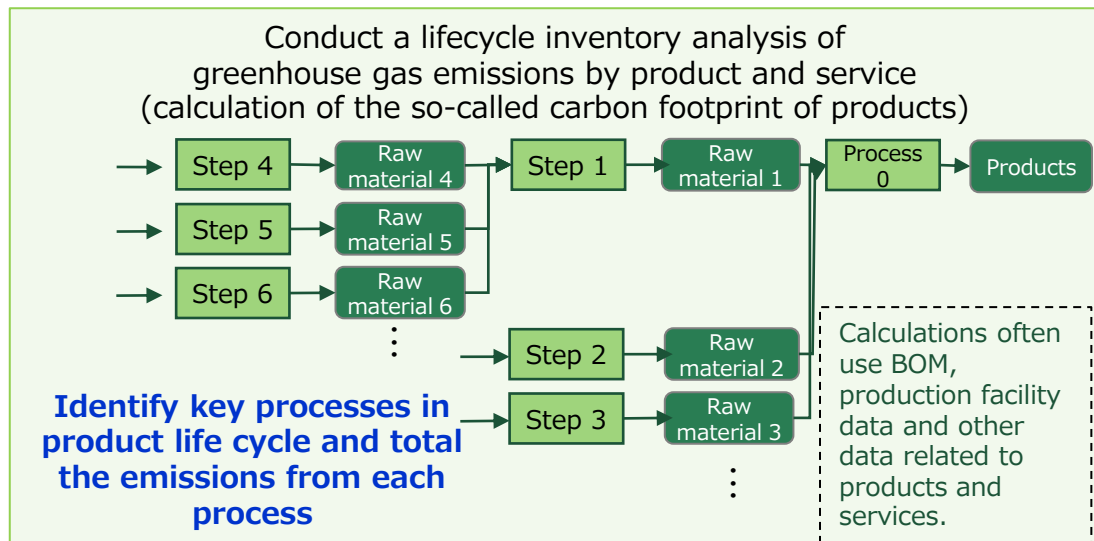 Conduct a lifecycle inventory analysis of
greenhouse gas emissions by product and service
(calculation of the so-called carbon footprint of products)
Step 4
Raw
material 4
Step 1
Raw
material 1
Process
0
Products
Step 5
Raw
material 5
Step 6
Raw
material 6
⋮
Step 2
Raw
material 2
Step 3
Raw
material 3
⋮
Identify key processes in
product life cycle and total
the emissions from each
process
Calculations often
use BOM,
production facility
data and other
data related to
products and
services.